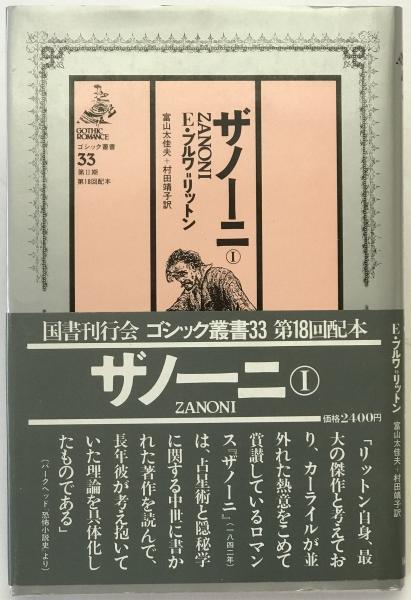 GOTHIC
ROMANCE
ゴシック叢書
33
第II期
第18回配本
ザノーニ
I
ZANONI
E・ブルワ=リットン
富山太佳夫+村田靖子訳
国書刊行会 ゴシック叢書33 第18回配本
ザノーニ I
ZANONI
価格2400円
「リットン自身、最
大の傑作と考えてお
り、カーライルが並
外れた熱意をこめて
賞讃しているロマン
ス『ザノーニ』(一八四二年)
は、占星術と隠秘学
に関する中世に書か
れた著作を読んで、
長年彼が考え抱いて
いた理論を具体化し
たものである」
(バークヘッド『恐怖小説史』より)
E・ブルワ=リットン
富山太佳夫+村田靖子訳